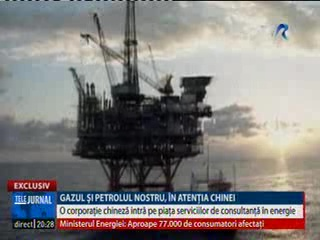 EXCLUSIV
GAZUL ȘI PETROLUL NOSTRU, ÎN ATENȚIA CHINEI
TELEJURNAL
O corporație chineză intră pe piața serviciilor de consultanță în energie
direct 20:28
Ministerul Energiei: Aproape 77.000 de consumatori afectați